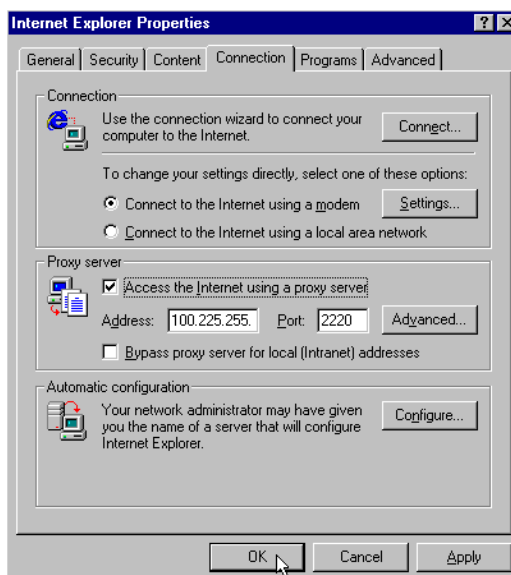 Internet Explorer Properties
General Security Content Connection Programs Advanced
Connection
Use the connection wizard to connect your
computer to the Internet.
Connect...
To change your settings directly, select one of these options:
Connect to the Internet using a modem
Settings...
Connect to the Internet using a local area network
Proxy server
Access the Internet using a proxy server
Address: 100.225.255. Port: 2220 Advanced...
Bypass proxy server for local (Intranet) addresses
Automatic configuration
Your network administrator may have given
you the name of a server that will configure
Internet Explorer.
Configure...
OK Cancel Apply